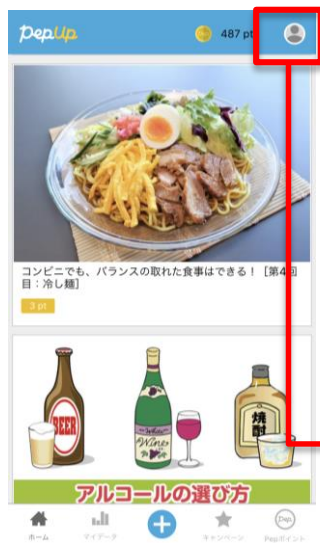 PepUp
487 pt
コンビニでも、バランスの取れた食事はできる！［第4回
目：冷し麺］
3 pt
BEER
Wine
焼酎
アルコールの選び方
ホーム
マイデータ
キャンペーン
Pep
Pepポイント